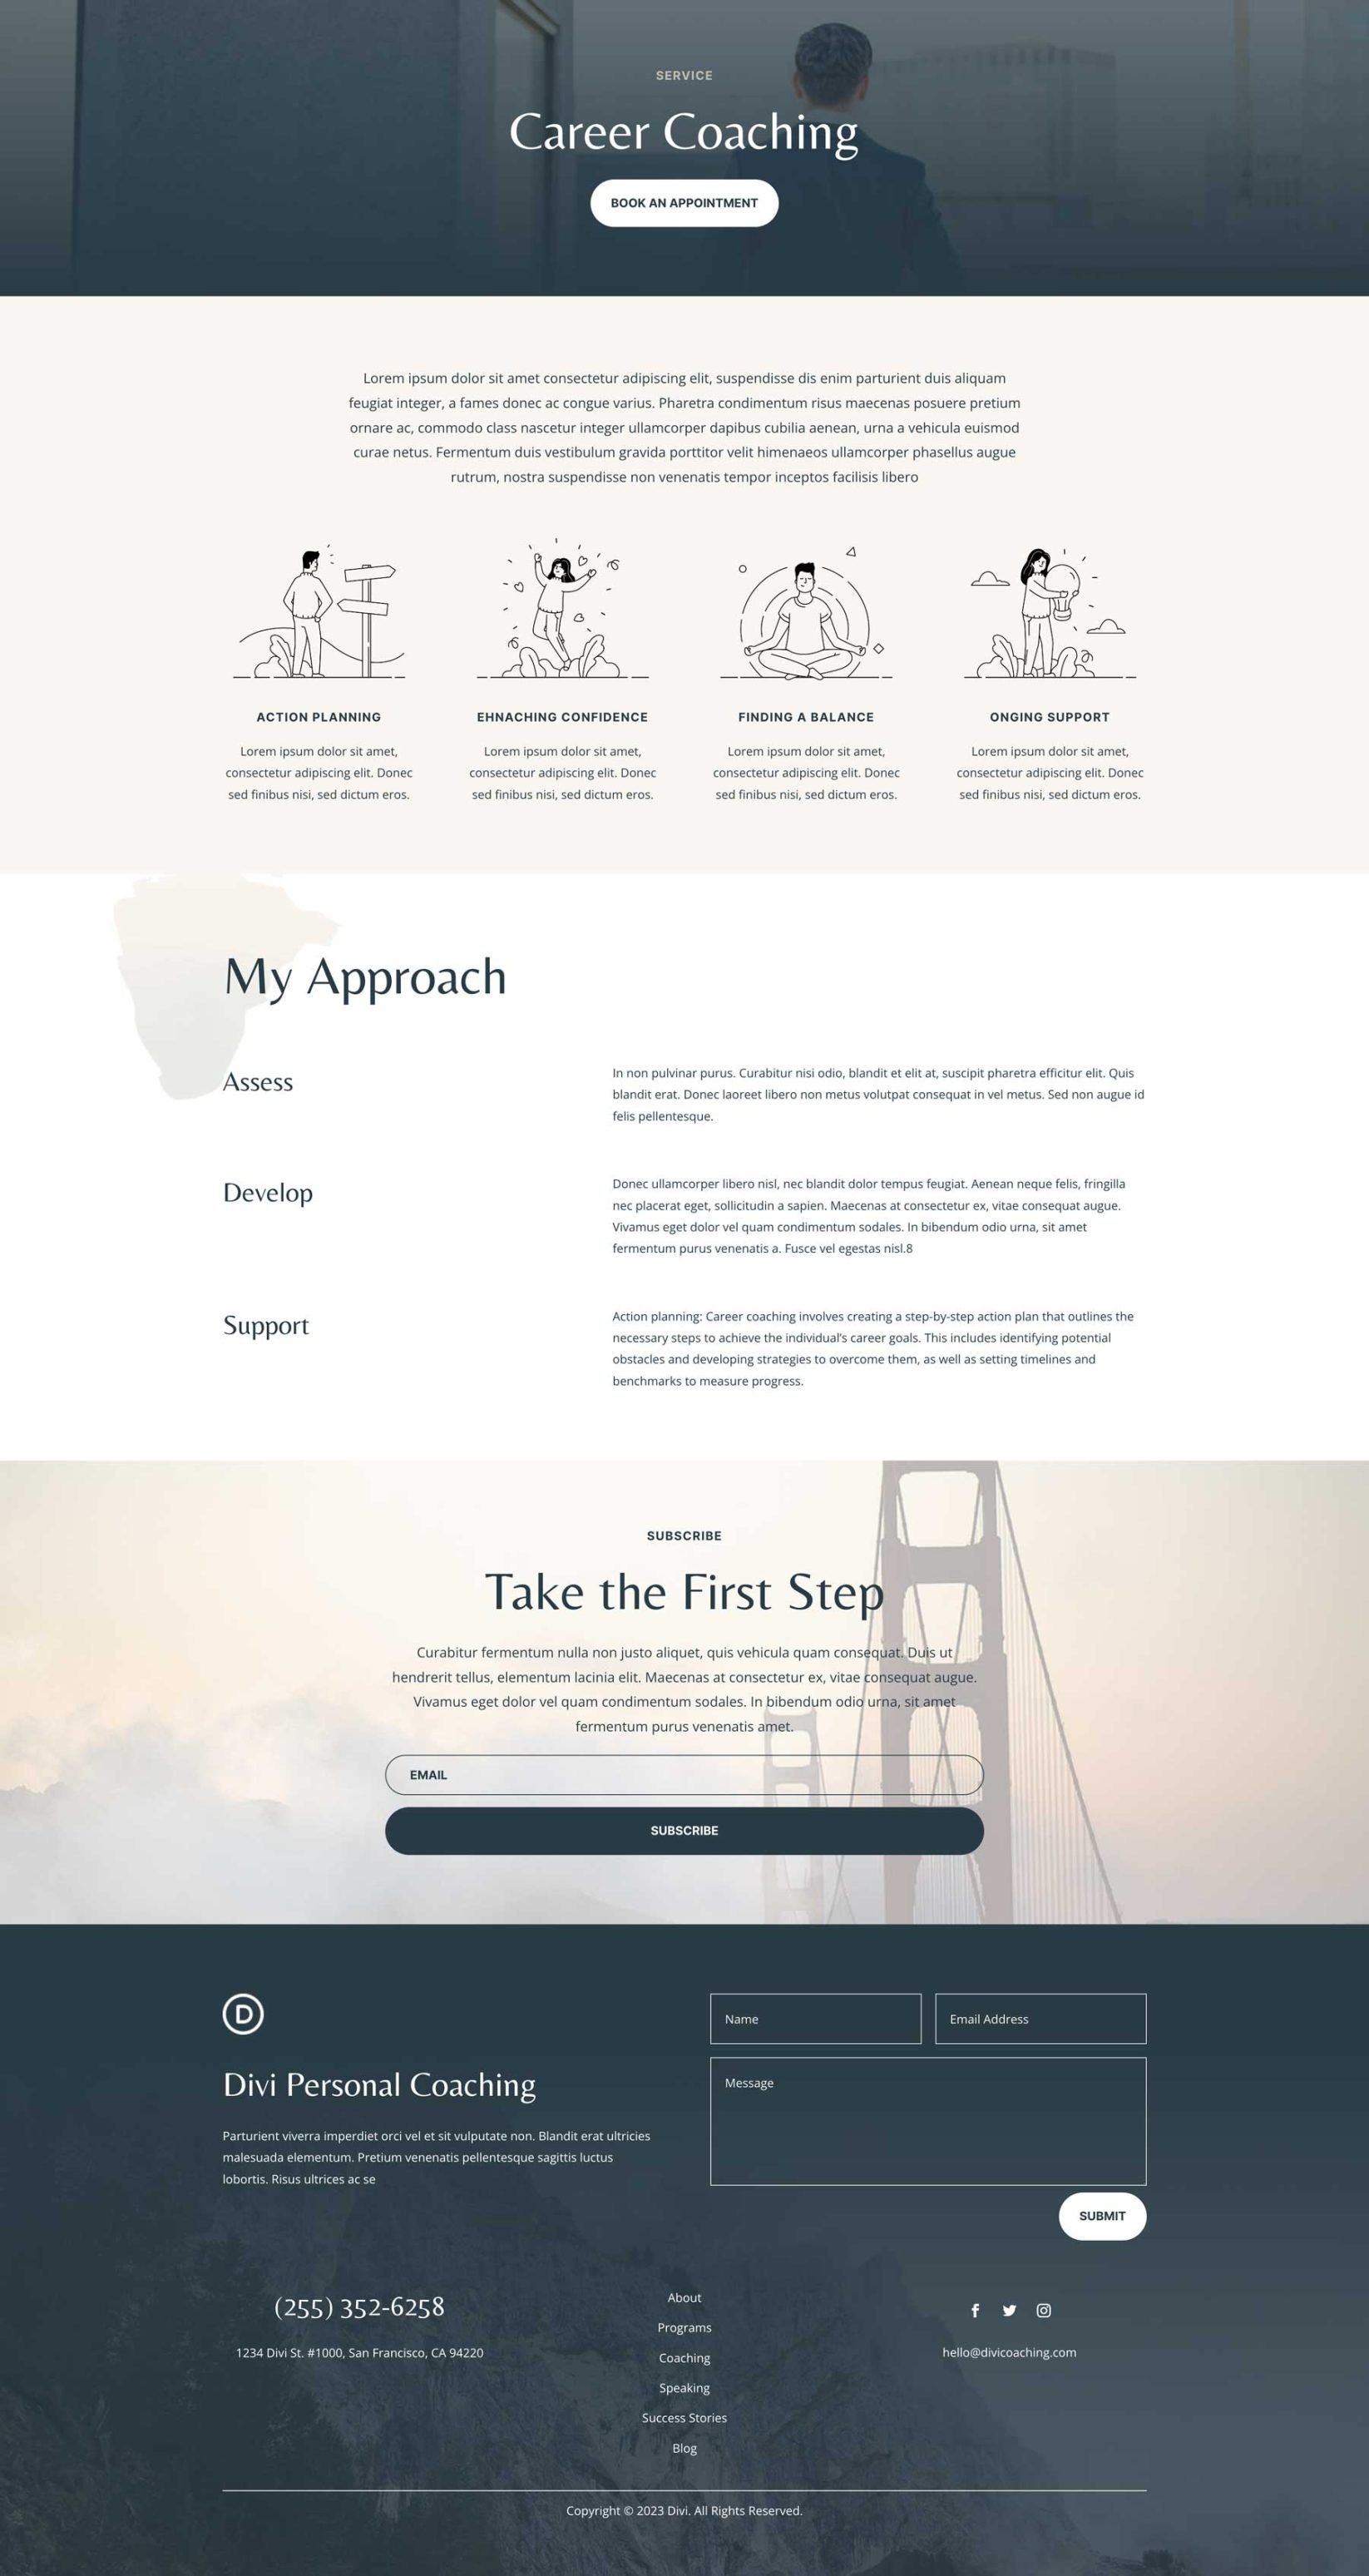 SERVICE
Career Coaching
BOOK AN APPOINTMENT
Lorem ipsum dolor sit amet consectetur adipiscing elit, suspendisse dis enim parturient duis aliquam
feugiat integer, a fames donec ac congue varius. Pharetra condimentum risus maecenas posuere pretium
ornare ac, commodo class nascetur integer ullamcorper dapibus cubilia aenean, urna a vehicula euismod
curae netus. Fermentum duis vestibulum gravida porttitor velit himenaeos ullamcorper phasellus augue
rutrum, nostra suspendisse non venenatis tempor inceptos facilisis libero
ACTION PLANNING
Lorem ipsum dolor sit amet,
consectetur adipiscing elit. Donec
sed finibus nisi, sed dictum eros.
EHNACHING CONFIDENCE
Lorem ipsum dolor sit amet,
consectetur adipiscing elit. Donec
sed finibus nisi, sed dictum eros.
FINDING A BALANCE
Lorem ipsum dolor sit amet,
consectetur adipiscing elit. Donec
sed finibus nisi, sed dictum eros.
ONGING SUPPORT
Lorem ipsum dolor sit amet,
consectetur adipiscing elit. Donec
sed finibus nisi, sed dictum eros.
My Approach
Assess
In non pulvinar purus. Curabitur nisi odio, blandit et elit at, suscipit pharetra efficitur elit. Quis
blandit erat. Donec laoreet libero non metus volutpat consequat in vel metus. Sed non augue id
felis pellentesque.
Develop
Donec ullamcorper libero nisl, nec blandit dolor tempus feugiat. Aenean neque felis, fringilla
nec placerat eget, sollicitudin a sapien. Maecenas at consectetur ex, vitae consequat augue.
Vivamus eget dolor vel quam condimentum sodales. In bibendum odio urna, sit amet
fermentum purus venenatis a. Fusce vel egestas nisl.8
Support
Action planning: Career coaching involves creating a step-by-step action plan that outlines the
necessary steps to achieve the individual's career goals. This includes identifying potential
obstacles and developing strategies to overcome them, as well as setting timelines and
benchmarks to measure progress.
SUBSCRIBE
Take the First Step
Curabitur fermentum nulla non justo aliquet, quis vehicula quam consequat. Duis ut
hendrerit tellus, elementum lacinia elit. Maecenas at consectetur ex, vitae consequat augue.
Vivamus eget dolor vel quam condimentum sodales. In bibendum odio urna, sit amet
fermentum purus venenatis amet.
EMAIL
SUBSCRIBE
D
Divi Personal Coaching
Parturient viverra imperdiet orci vel et sit vulputate non. Blandit erat ultricies
malesuada elementum. Pretium venenatis pellentesque sagittis luctus
lobortis. Risus ultrices ac se
Name
Email Address
Message
SUBMIT
(255) 352-6258
1234 Divi St. #1000, San Francisco, CA 94220
About
Programs
Coaching
Speaking
Success Stories
Blog
hello@divicoaching.com
Copyright © 2023 Divi. All Rights Reserved.